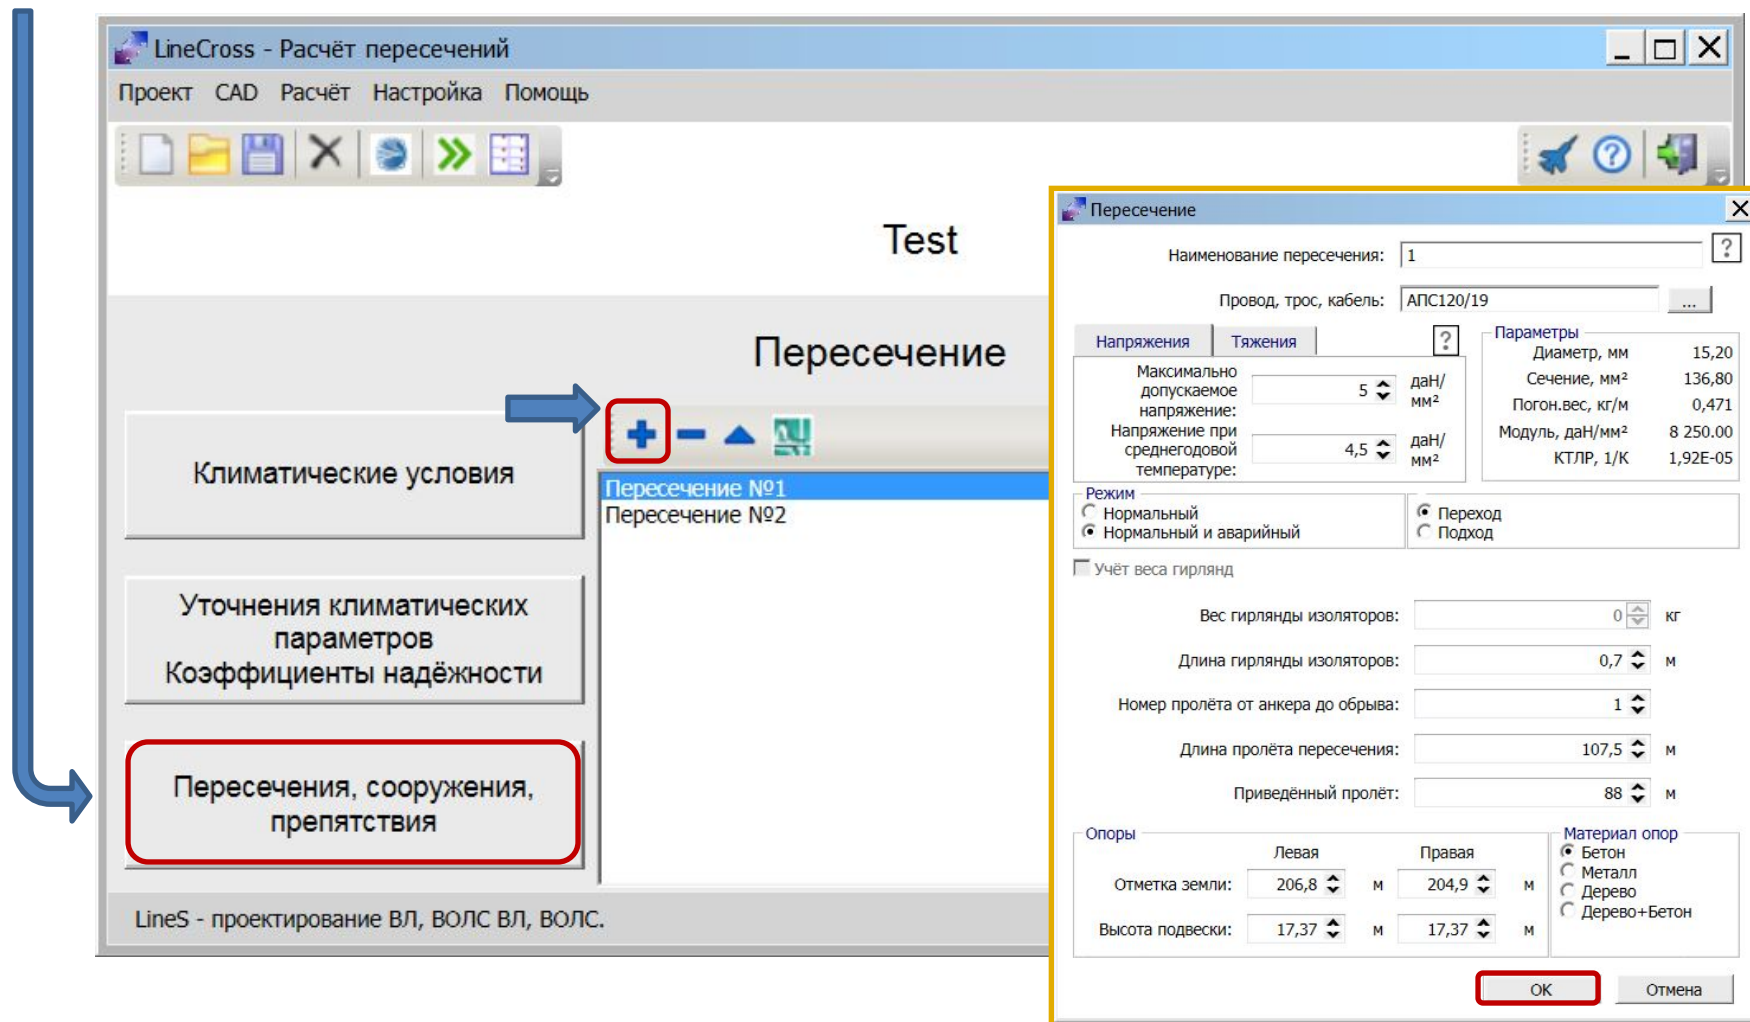 LineCross - Расчёт пересечений
Проект CAD Расчёт Настройка Помощь
Test
Пересечение
Климатические условия
Уточнения климатических
параметров
Коэффициенты надёжности
Пересечения, сооружения,
препятствия
Пересечение №1
Пересечение №2
LineS - проектирование ВЛ, ВОЛС ВЛ, ВОЛС.
Пересечение
Наименование пересечения: 1 ?
Провод, трос, кабель: АПС120/19 ...
Напряжения Тяжения ?
Максимально
допускаемое
напряжение:
5 даН/
мм²
Напряжение при
среднегодовой
температуре:
4,5 даН/
мм²
Параметры
Диаметр, мм 15,20
Сечение, мм² 136,80
Погон.вес, кг/м 0,471
Модуль, даН/мм² 8 250.00
КТЛР, 1/К 1,92E-05
Режим
Нормальный
Нормальный и аварийный
Переход
Подход
Учёт веса гирлянд
Вес гирлянды изоляторов: 0 кг
Длина гирлянды изоляторов: 0,7 м
Номер пролёта от анкера до обрыва: 1
Длина пролёта пересечения: 107,5 м
Приведённый пролёт: 88 м
Опоры
Левая Правая
Отметка земли: 206,8 м 204,9 м
Высота подвески: 17,37 м 17,37 м
Материал опор
Бетон
Металл
Дерево
Дерево+Бетон
OK Отмена